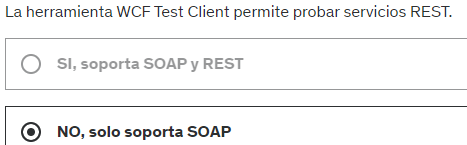 La herramienta WCF Test Client permite probar servicios REST.
SI, soporta SOAP y REST
NO, solo soporta SOAP